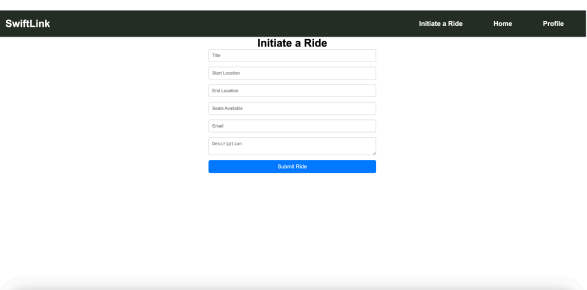 SwiftLink
Initiate a Ride Home Profile
Initiate a Ride
Title
Start Location
End Location
Seats Available
Email
Description
Submit Ride